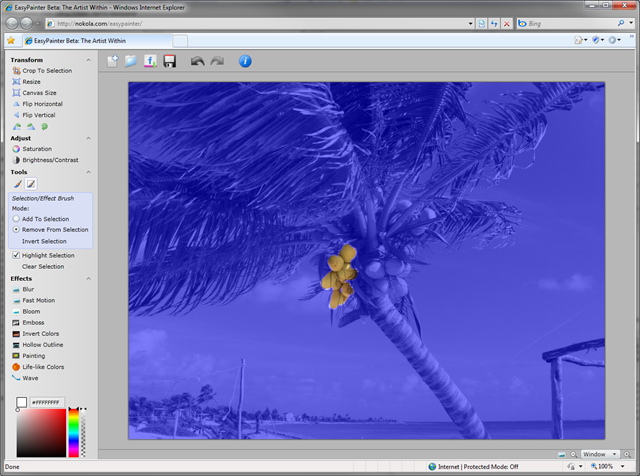 EasyPainter Beta: The Artist Within - Windows Internet Explorer
http://nokola.com/easypainter/
Bing
EasyPainter Beta: The Artist Within
Transform
Crop To Selection
Resize
Canvas Size
Flip Horizontal
Flip Vertical
Adjust
Saturation
Brightness/Contrast
Tools
Selection/Effect Brush
Mode:
Add To Selection
Remove From Selection
Invert Selection
Highlight Selection
Clear Selection
Effects
Blur
Fast Motion
Bloom
Emboss
Invert Colors
Hollow Outline
Painting
Life-like Colors
Wave
#FFFFFFFF
Window
Done
Internet | Protected Mode: Off
100%